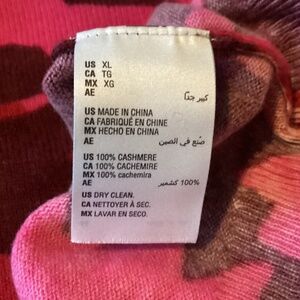 US XL
CA TG
MX XG
AE كبير جدًا
US MADE IN CHINA
CA FABRIQUÉ EN CHINE
MX HECHO EN CHINA
AE صنع في الصين
US 100% CASHMERE
CA 100% CACHEMIRE
MX 100% cachemira
AE 100% كشمير
US DRY CLEAN.
CA NETTOYER À SEC.
MX LAVAR EN SECO.